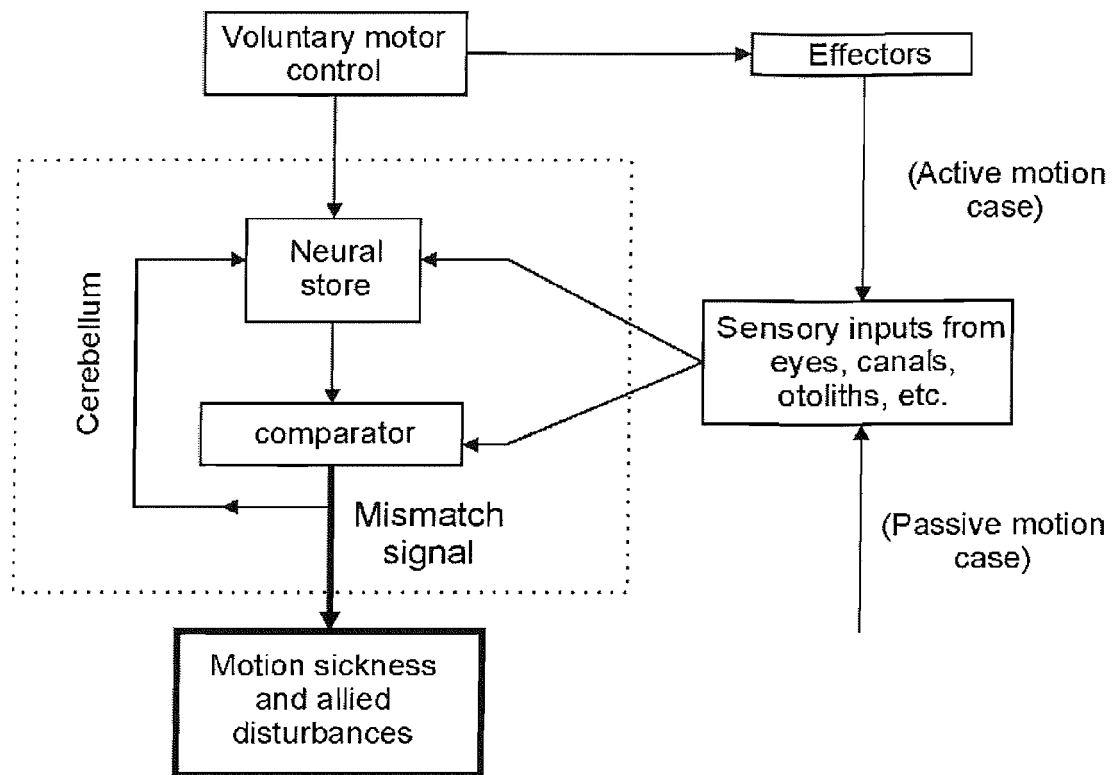 Voluntary motor
control
Effectors
(Active motion
case)
Neural
store
Cerebellum
Sensory inputs from
eyes, canals,
otoliths, etc.
comparator
Mismatch
signal
(Passive motion
case)
Motion sickness
and allied
disturbances